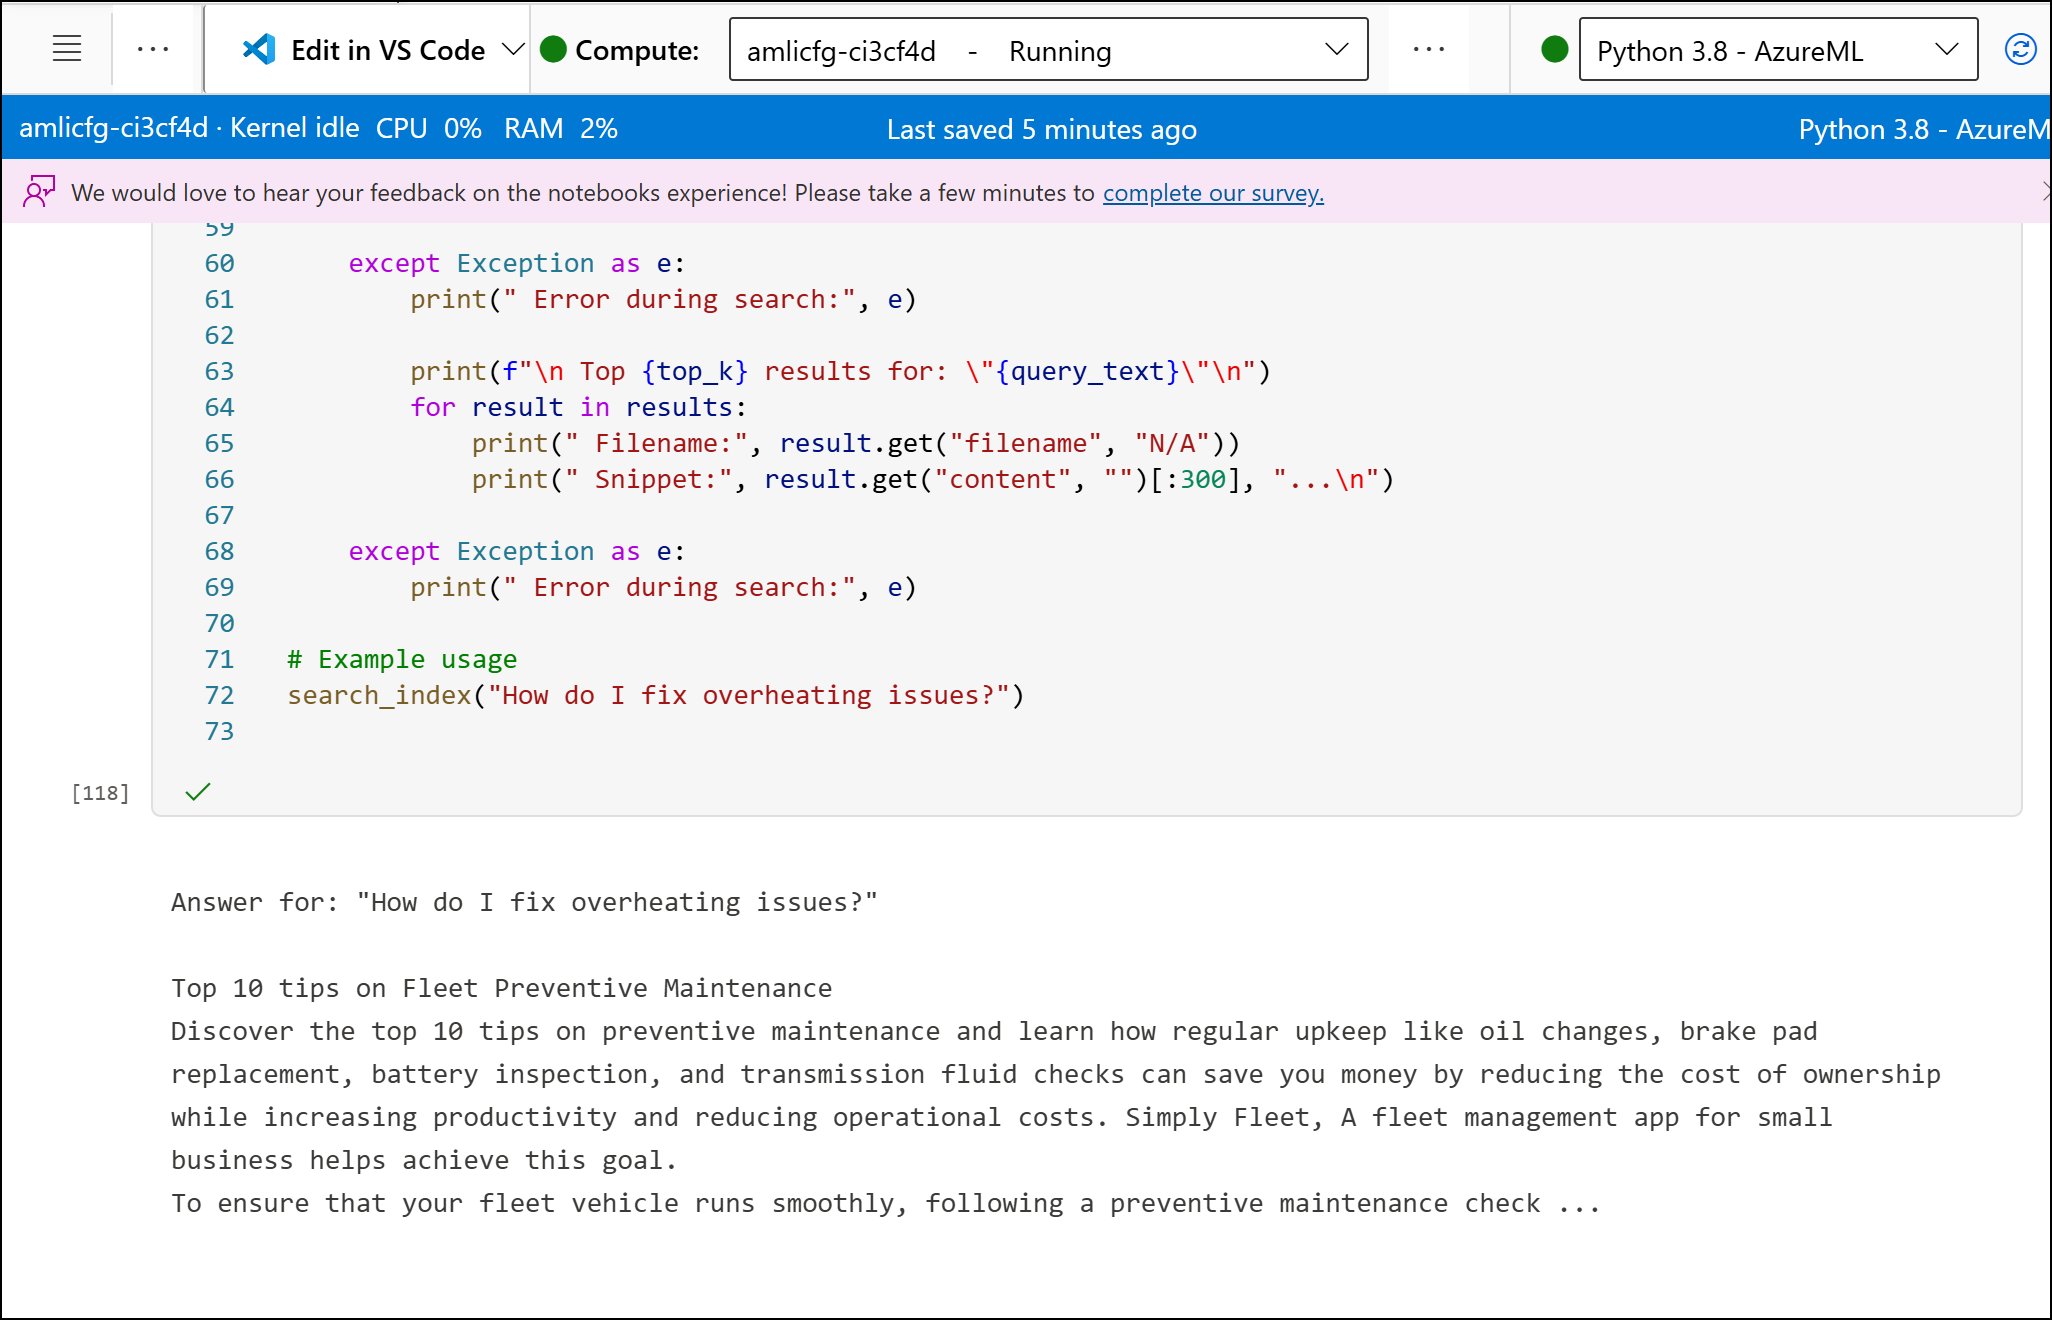 Edit in VS Code Compute: amlicfg-ci3cf4d - Running Python 3.8 - AzureML
amlicfg-ci3cf4d · Kernel idle CPU 0% RAM 2% Last saved 5 minutes ago Python 3.8 - AzureM
We would love to hear your feedback on the notebooks experience! Please take a few minutes to complete our survey.
59
60     except Exception as e:
61         print(" Error during search:", e)
62
63         print(f"\n Top {top_k} results for: \"{query_text}\"\n")
64         for result in results:
65             print(" Filename:", result.get("filename", "N/A"))
66             print(" Snippet:", result.get("content", "")[:300], "...\n")
67
68     except Exception as e:
69         print(" Error during search:", e)
70
71 # Example usage
72 search_index("How do I fix overheating issues?")
73
[118]
Answer for: "How do I fix overheating issues?"
Top 10 tips on Fleet Preventive Maintenance
Discover the top 10 tips on preventive maintenance and learn how regular upkeep like oil changes, brake pad
replacement, battery inspection, and transmission fluid checks can save you money by reducing the cost of ownership
while increasing productivity and reducing operational costs. Simply Fleet, A fleet management app for small
business helps achieve this goal.
To ensure that your fleet vehicle runs smoothly, following a preventive maintenance check ...